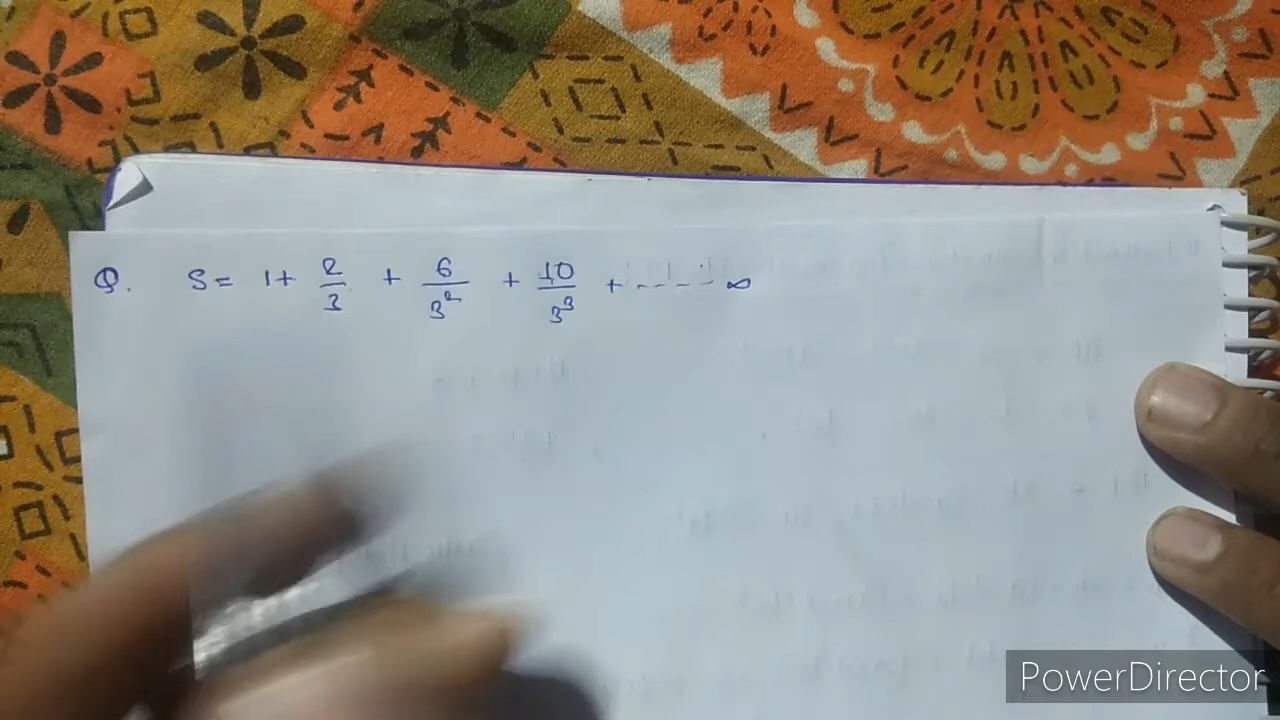 Q. S = 1 + 2/3 + 6/3² + 10/3³ + ----- ∞
PowerDirector